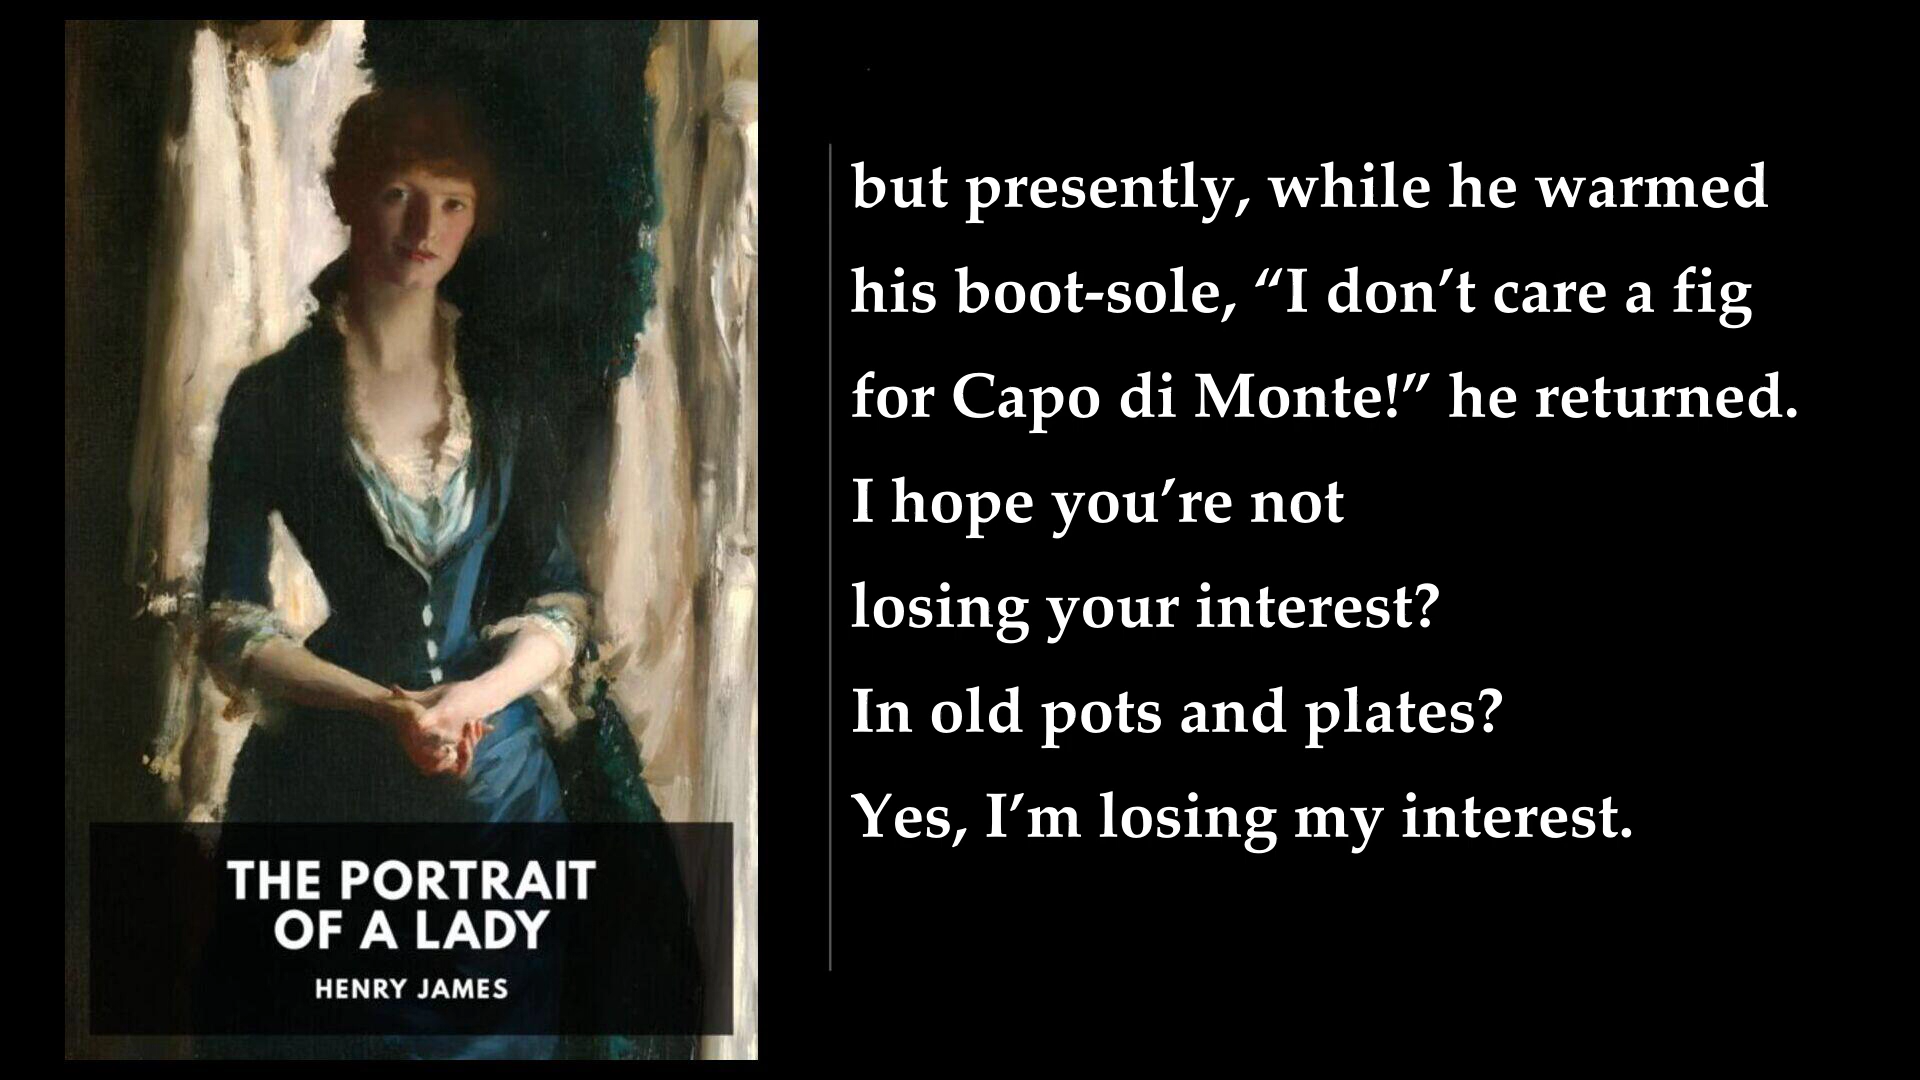 but presently, while he warmed
his boot-sole, “I don’t care a fig
for Capo di Monte!” he returned.
I hope you’re not
losing your interest?
In old pots and plates?
Yes, I’m losing my interest.
THE PORTRAIT
OF A LADY
HENRY JAMES